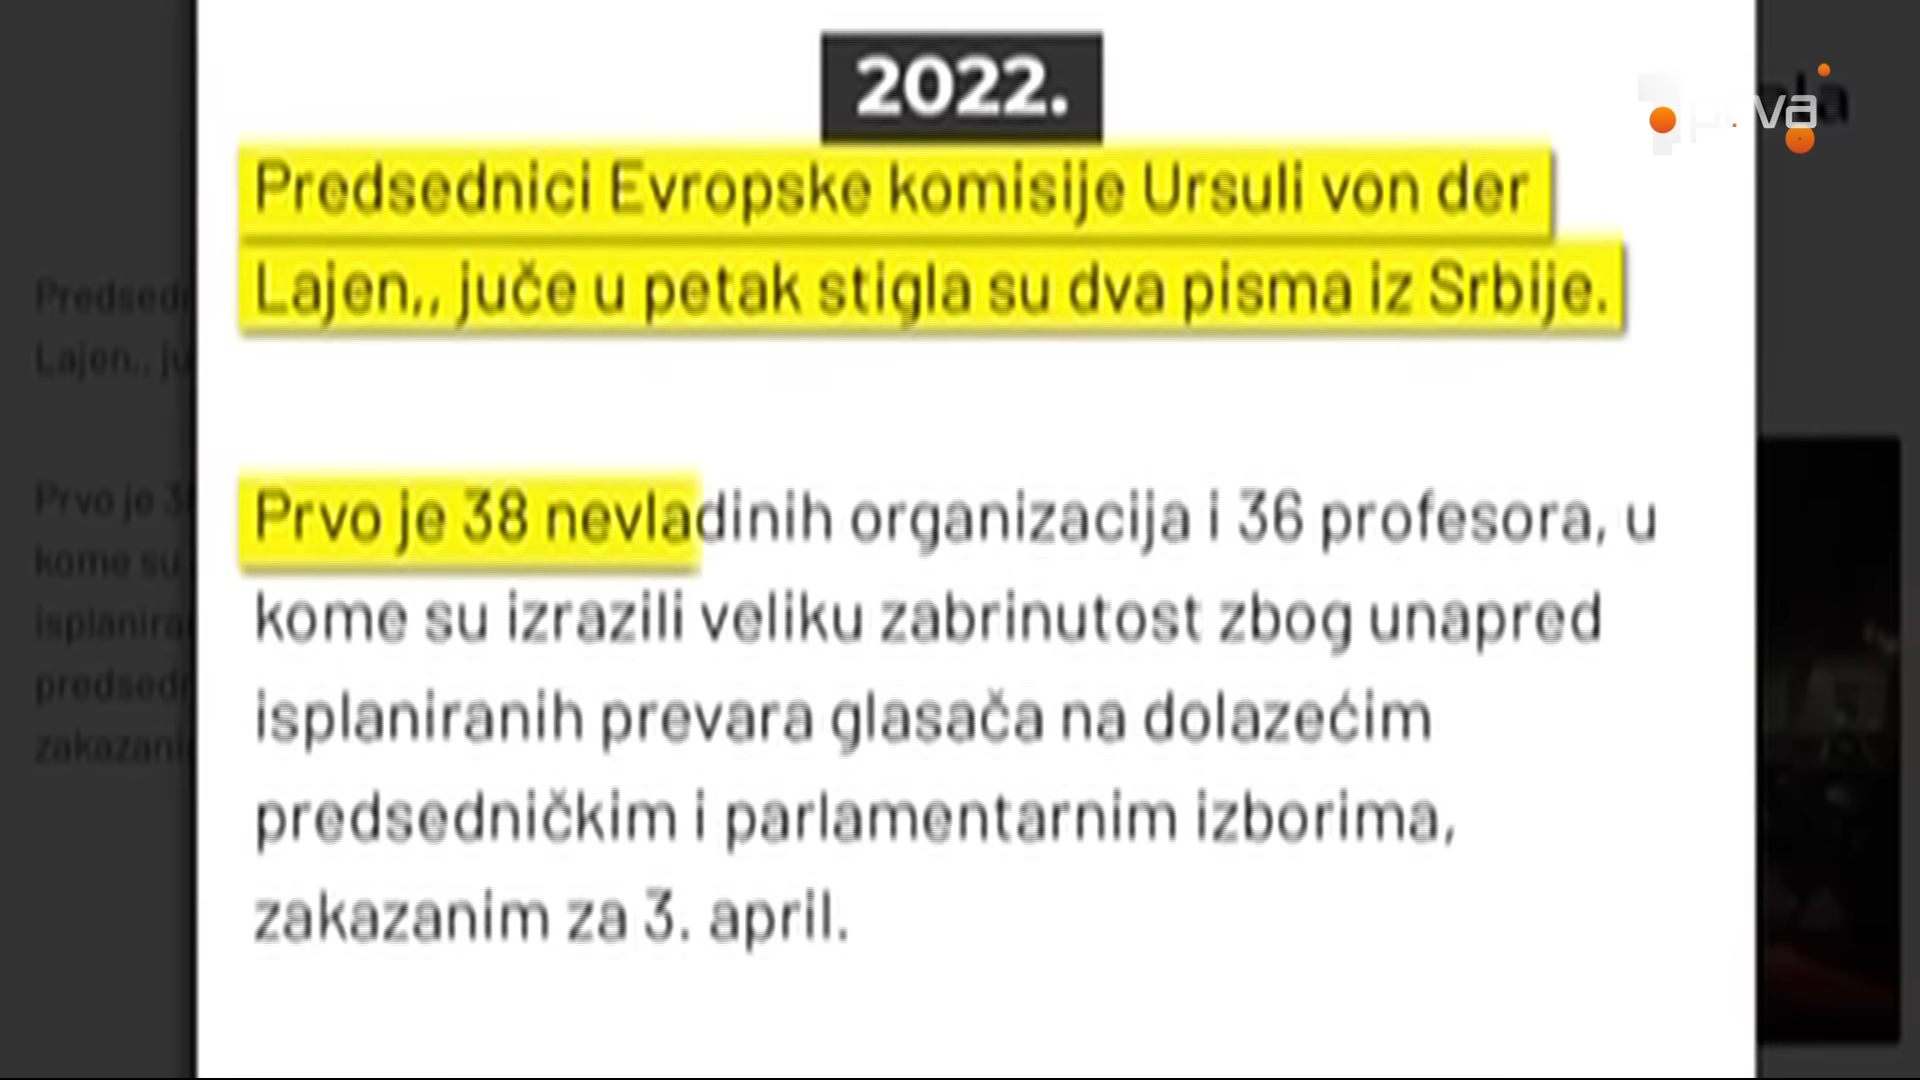 2022.
prva
Predsednici Evropske komisije Ursuli von der
Lajen,, juče u petak stigla su dva pisma iz Srbije.
Prvo je 38 nevladinih organizacija i 36 profesora, u
kome su izrazili veliku zabrinutost zbog unapred
isplaniranih prevara glasača na dolazećim
predsedničkim i parlamentarnim izborima,
zakazanim za 3. april.